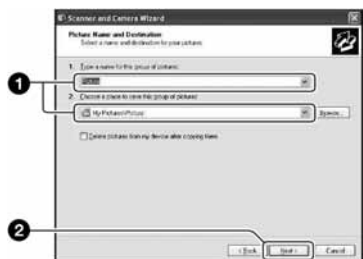 Scanner and Camera Wizard
Picture Name and Destination
Select a name and destination for your pictures.
1. Type a name for this group of pictures:
Picture
2. Choose a place to save this group of pictures:
My Pictures\Picture
Browse...
Delete pictures from my device after copying them
1
2
< Back
Next >
Cancel